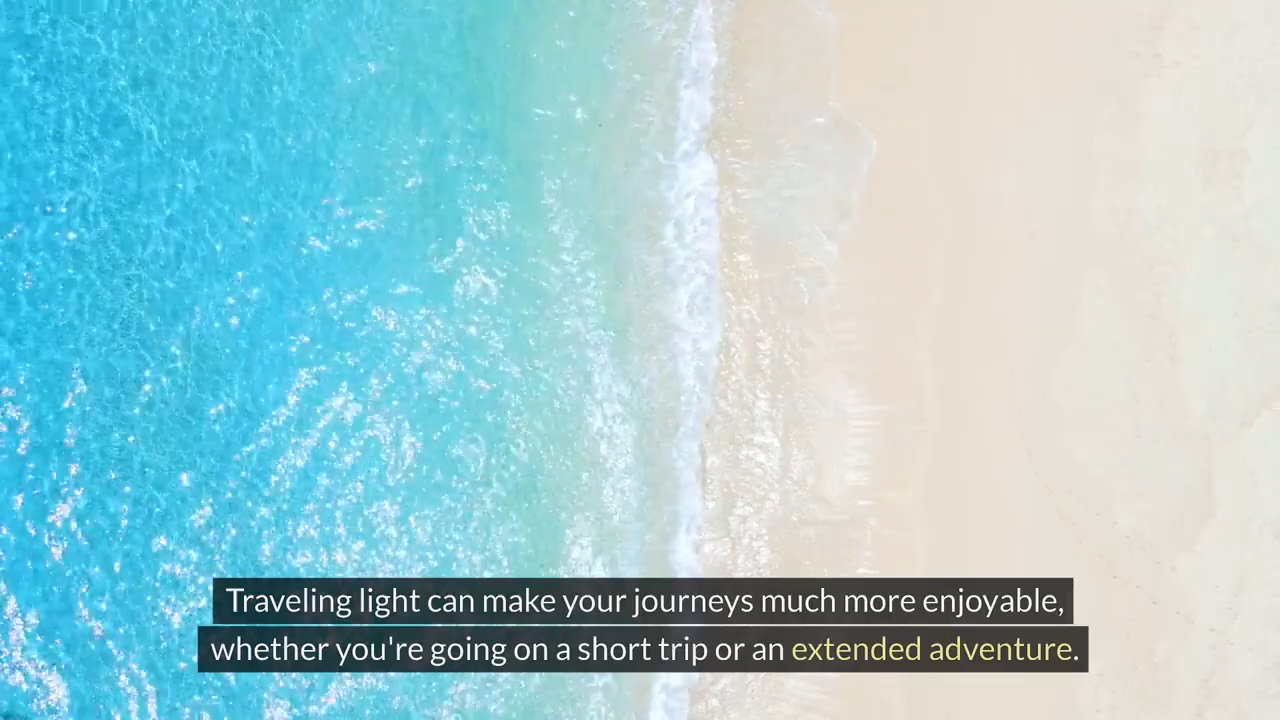 Traveling light can make your journeys much more enjoyable,
whether you're going on a short trip or an extended adventure.